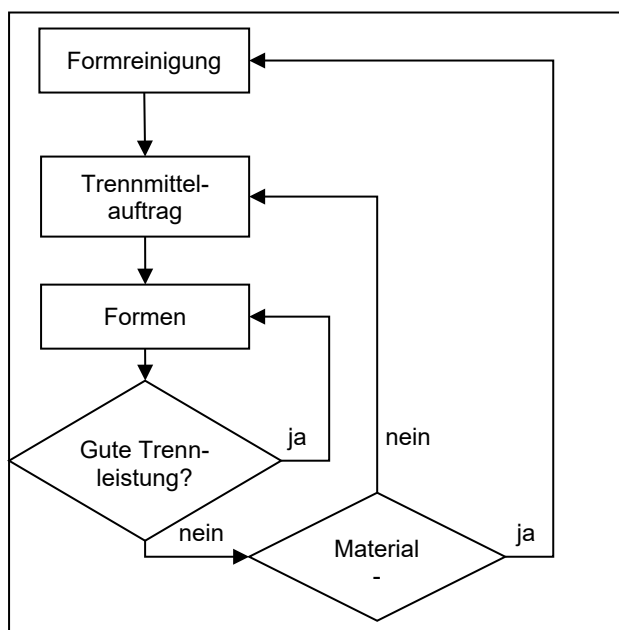 Formreinigung
Trennmittel-
auftrag
Formen
Gute Trenn-
leistung?
ja
nein
nein
Material
-
ja